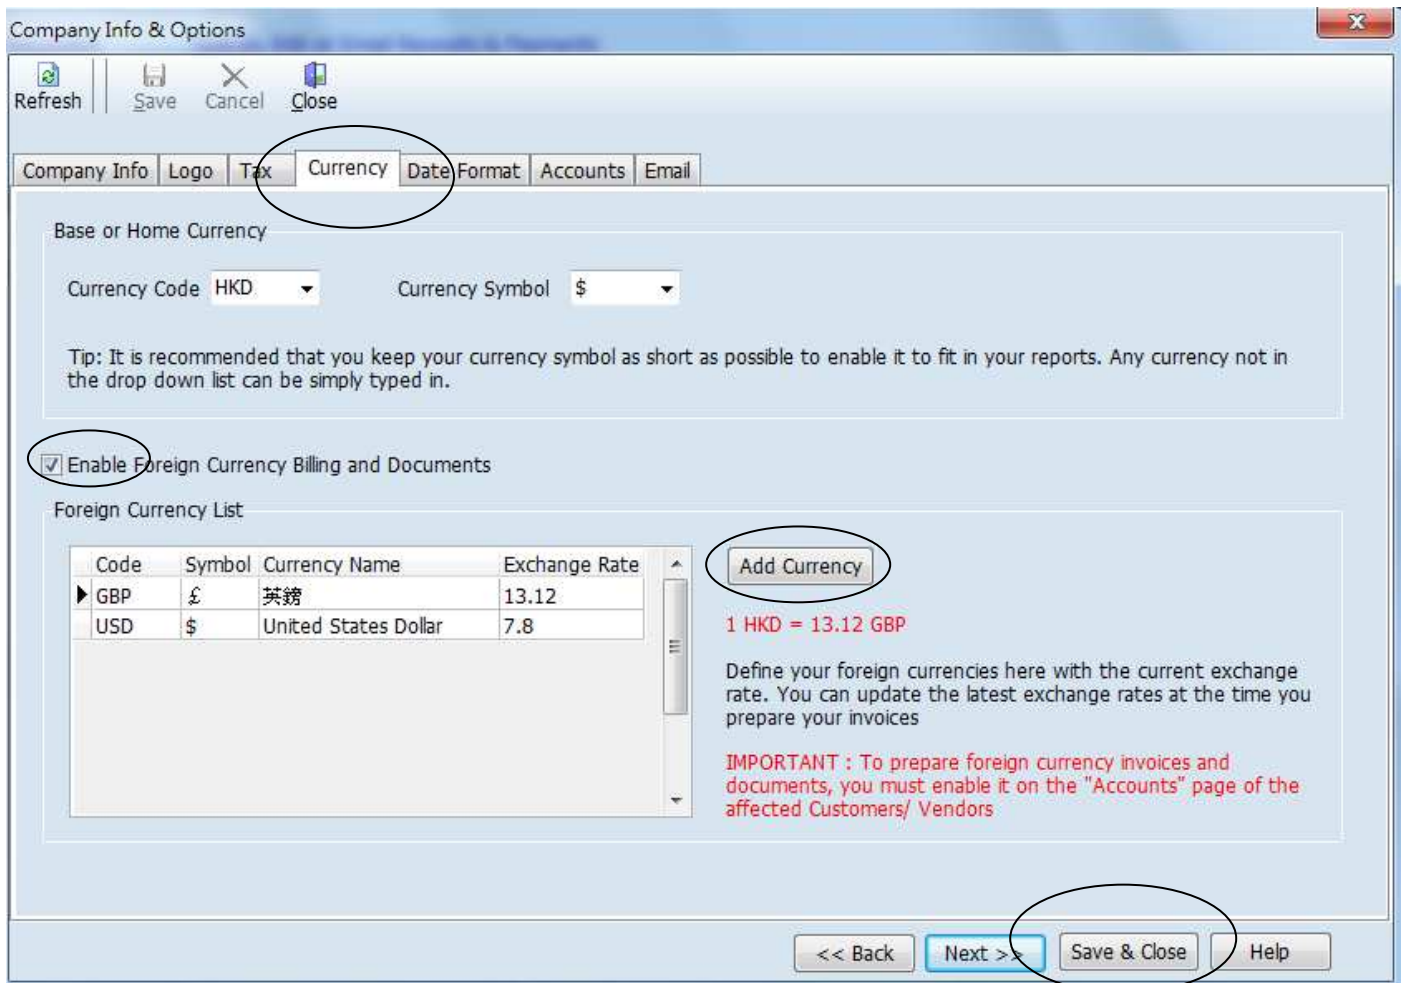 Company Info & Options
Refresh Save Cancel Close
Company Info Logo Tax Currency Date Format Accounts Email
Base or Home Currency
Currency Code HKD Currency Symbol $
Tip: It is recommended that you keep your currency symbol as short as possible to enable it to fit in your reports. Any currency not in
the drop down list can be simply typed in.
Enable Foreign Currency Billing and Documents
Foreign Currency List
Code Symbol Currency Name Exchange Rate
GBP £ 英鎊 13.12
USD $ United States Dollar 7.8
Add Currency
1 HKD = 13.12 GBP
Define your foreign currencies here with the current exchange
rate. You can update the latest exchange rates at the time you
prepare your invoices
IMPORTANT : To prepare foreign currency invoices and
documents, you must enable it on the "Accounts" page of the
affected Customers/ Vendors
<< Back Next >> Save & Close Help